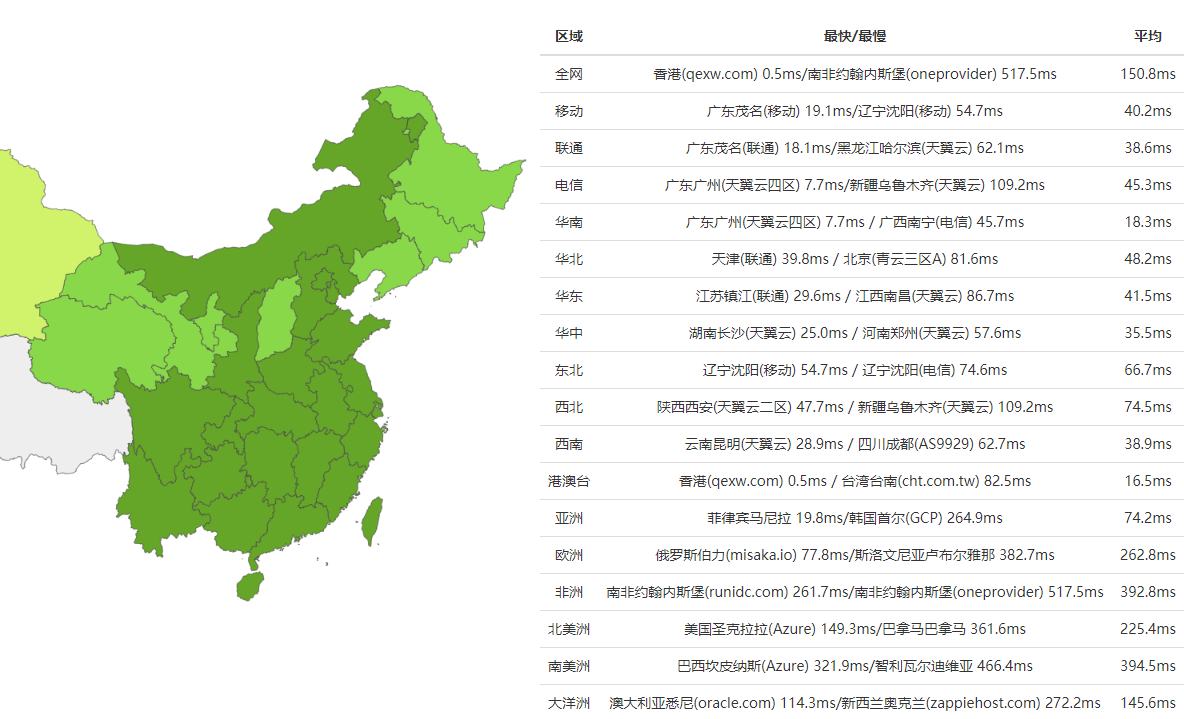 区域 最快/最慢 平均
全网 香港(qexw.com) 0.5ms/南非约翰内斯堡(oneprovider) 517.5ms 150.8ms
移动 广东茂名(移动) 19.1ms/辽宁沈阳(移动) 54.7ms 40.2ms
联通 广东茂名(联通) 18.1ms/黑龙江哈尔滨(天翼云) 62.1ms 38.6ms
电信 广东广州(天翼云四区) 7.7ms/新疆乌鲁木齐(天翼云) 109.2ms 45.3ms
华南 广东广州(天翼云四区) 7.7ms / 广西南宁(电信) 45.7ms 18.3ms
华北 天津(联通) 39.8ms / 北京(青云三区A) 81.6ms 48.2ms
华东 江苏镇江(联通) 29.6ms / 江西南昌(天翼云) 86.7ms 41.5ms
华中 湖南长沙(天翼云) 25.0ms / 河南郑州(天翼云) 57.6ms 35.5ms
东北 辽宁沈阳(移动) 54.7ms / 辽宁沈阳(电信) 74.6ms 66.7ms
西北 陕西西安(天翼云二区) 47.7ms / 新疆乌鲁木齐(天翼云) 109.2ms 74.5ms
西南 云南昆明(天翼云) 28.9ms / 四川成都(AS9929) 62.7ms 38.9ms
港澳台 香港(qexw.com) 0.5ms / 台湾台南(cht.com.tw) 82.5ms 16.5ms
亚洲 菲律宾马尼拉 19.8ms/韩国首尔(GCP) 264.9ms 74.2ms
欧洲 俄罗斯伯力(misaka.io) 77.8ms/斯洛文尼亚卢布尔雅那 382.7ms 262.8ms
非洲 南非约翰内斯堡(runidc.com) 261.7ms/南非约翰内斯堡(oneprovider) 517.5ms 392.8ms
北美洲 美国圣克拉拉(Azure) 149.3ms/巴拿马巴拿马 361.6ms 225.4ms
南美洲 巴西坎皮纳斯(Azure) 321.9ms/智利瓦尔迪维亚 466.4ms 394.5ms
大洋洲 澳大利亚悉尼(oracle.com) 114.3ms/新西兰奥克兰(zappiehost.com) 272.2ms 145.6ms